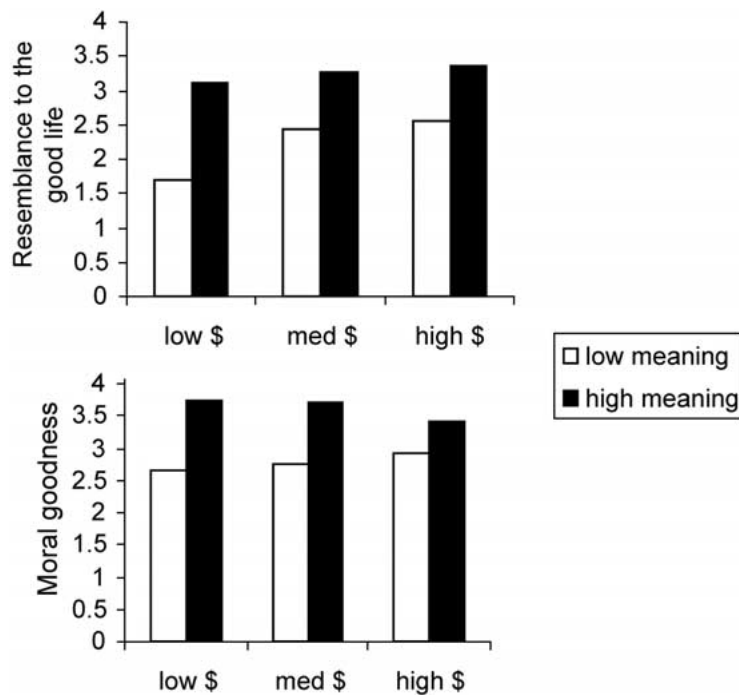 Resemblance to the
good life
4
3.5
3
2.5
2
1.5
1
0.5
0
low $ med $ high $
low meaning
high meaning
Moral goodness
4
3.5
3
2.5
2
1.5
1
0.5
0
low $ med $ high $